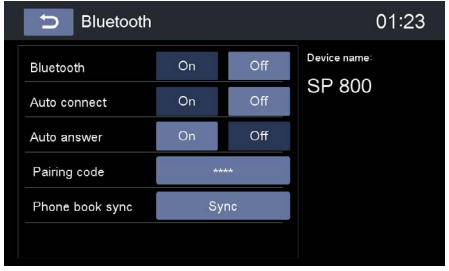 Bluetooth 01:23
Bluetooth On Off
Device name:
SP 800
Auto connect On Off
Auto answer On Off
Pairing code ****
Phone book sync Sync